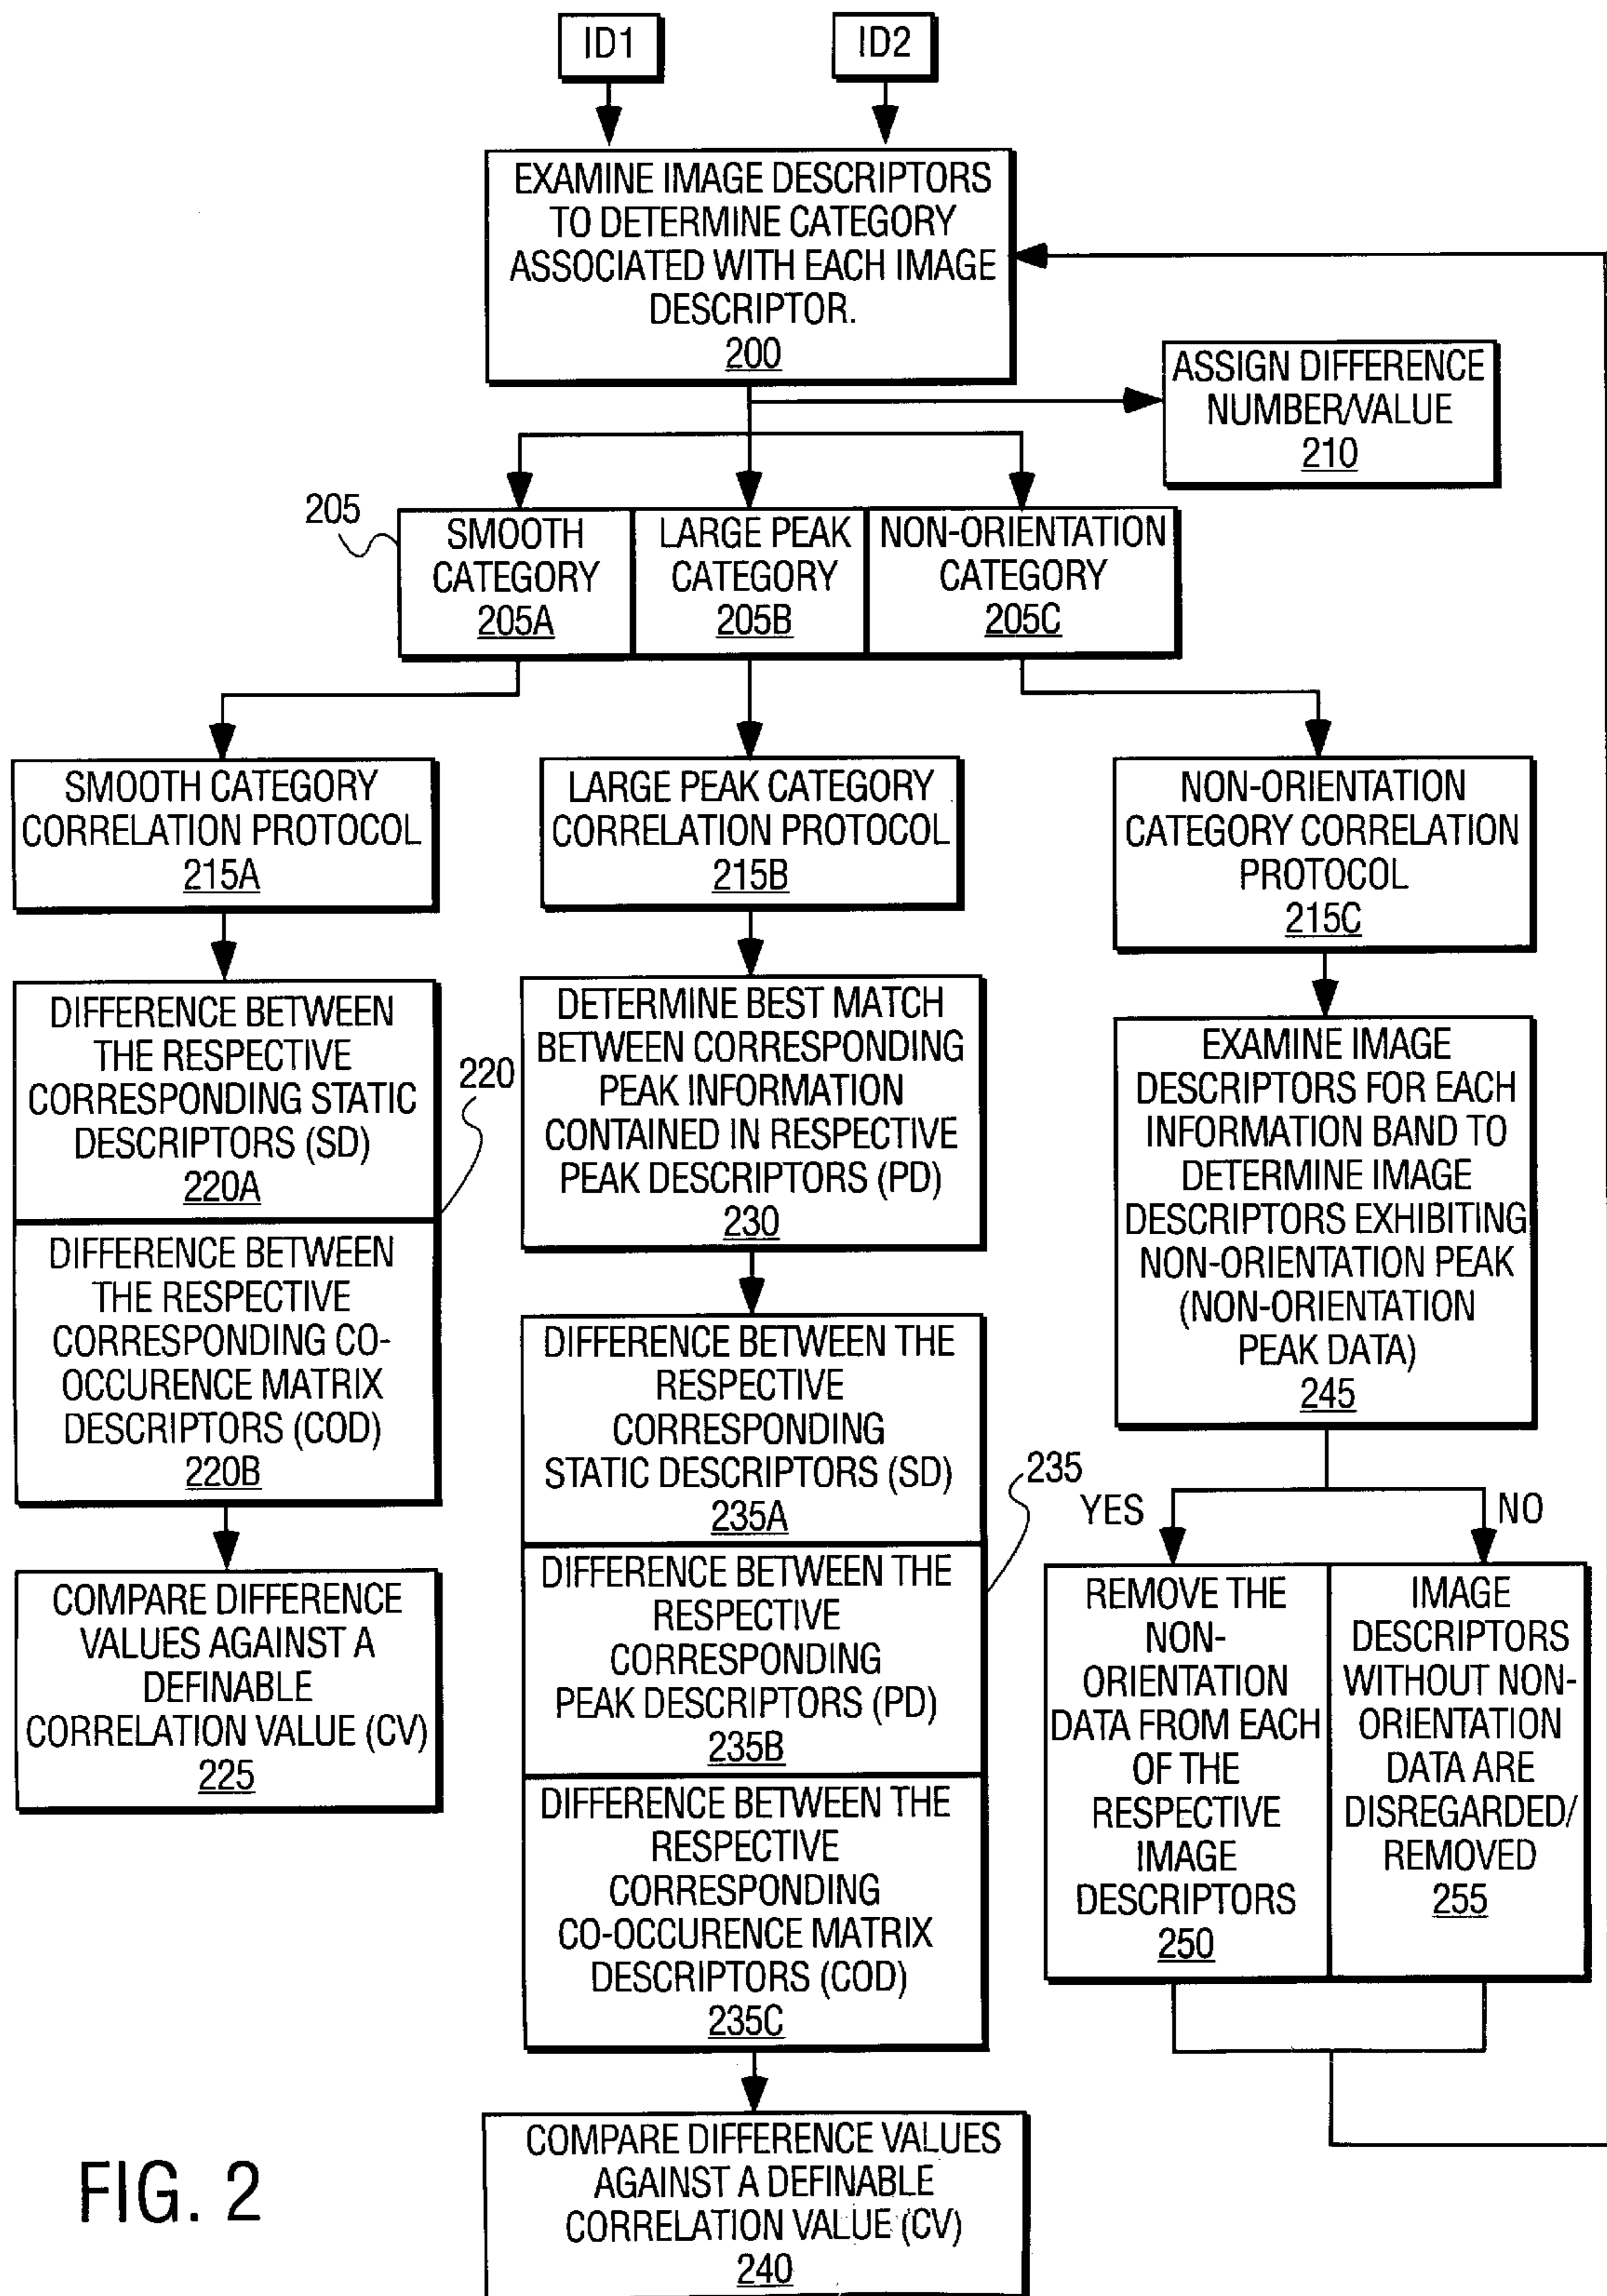 ID1
ID2
EXAMINE IMAGE DESCRIPTORS
TO DETERMINE CATEGORY
ASSOCIATED WITH EACH IMAGE
DESCRIPTOR.
200
ASSIGN DIFFERENCE
NUMBER/VALUE
210
205
SMOOTH
CATEGORY
205A
LARGE PEAK
CATEGORY
205B
NON-ORIENTATION
CATEGORY
205C
SMOOTH CATEGORY
CORRELATION PROTOCOL
215A
LARGE PEAK CATEGORY
CORRELATION PROTOCOL
215B
NON-ORIENTATION
CATEGORY CORRELATION
PROTOCOL
215C
DIFFERENCE BETWEEN
THE RESPECTIVE
CORRESPONDING STATIC
DESCRIPTORS (SD)
220A
220
DIFFERENCE BETWEEN
THE RESPECTIVE
CORRESPONDING CO-
OCCURENCE MATRIX
DESCRIPTORS (COD)
220B
COMPARE DIFFERENCE
VALUES AGAINST A
DEFINABLE
CORRELATION VALUE (CV)
225
DETERMINE BEST MATCH
BETWEEN CORRESPONDING
PEAK INFORMATION
CONTAINED IN RESPECTIVE
PEAK DESCRIPTORS (PD)
230
DIFFERENCE BETWEEN THE
RESPECTIVE
CORRESPONDING
STATIC DESCRIPTORS (SD)
235A
235
DIFFERENCE BETWEEN THE
RESPECTIVE
CORRESPONDING
PEAK DESCRIPTORS (PD)
235B
DIFFERENCE BETWEEN THE
RESPECTIVE
CORRESPONDING
CO-OCCURENCE MATRIX
DESCRIPTORS (COD)
235C
COMPARE DIFFERENCE VALUES
AGAINST A DEFINABLE
CORRELATION VALUE (CV)
240
EXAMINE IMAGE
DESCRIPTORS FOR EACH
INFORMATION BAND TO
DETERMINE IMAGE
DESCRIPTORS EXHIBITING
NON-ORIENTATION PEAK
(NON-ORIENTATION
PEAK DATA)
245
YES
NO
REMOVE THE
NON-
ORIENTATION
DATA FROM EACH
OF THE
RESPECTIVE
IMAGE
DESCRIPTORS
250
IMAGE
DESCRIPTORS
WITHOUT NON-
ORIENTATION
DATA ARE
DISREGARDED/
REMOVED
255
FIG. 2